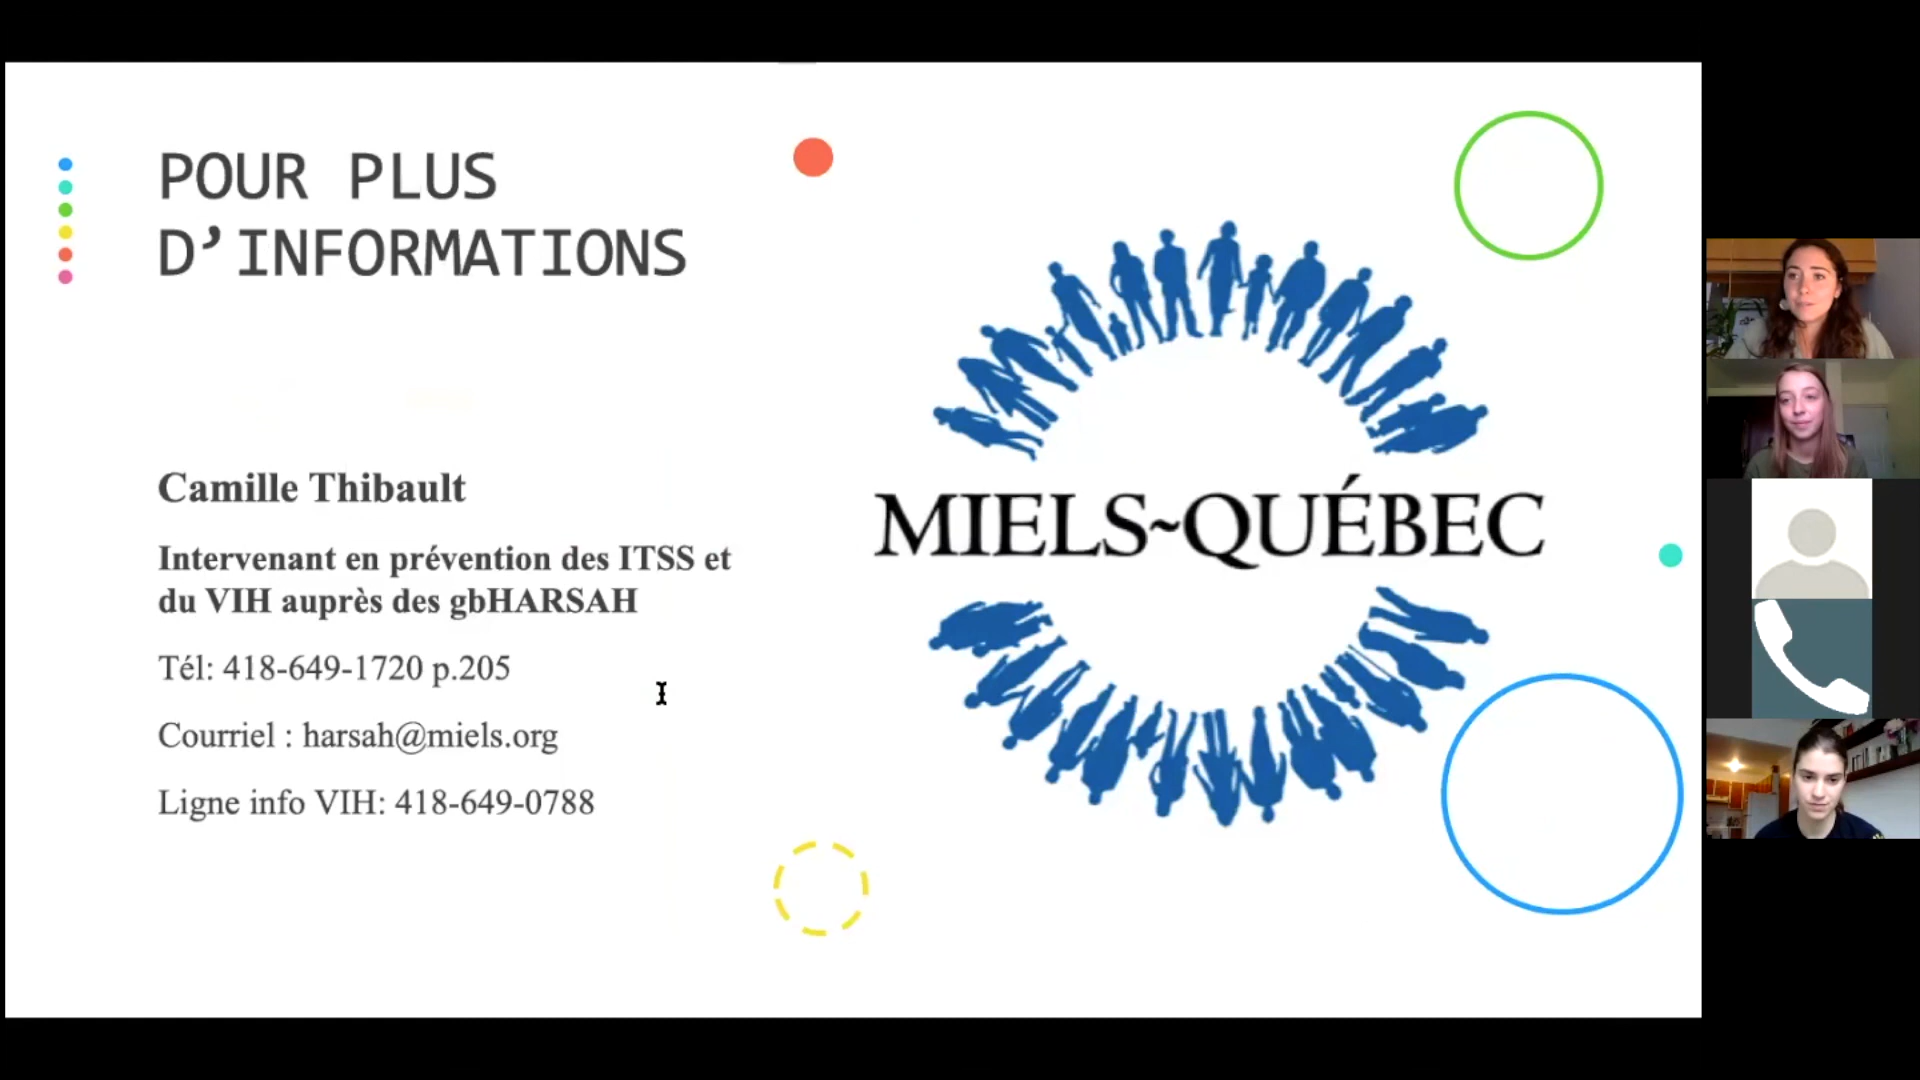 POUR PLUS
D’INFORMATIONS
Camille Thibault
Intervenant en prévention des ITSS et
du VIH auprès des gbHARSAH
Tél: 418-649-1720 p.205
Courriel : harsah@miels.org
Ligne info VIH: 418-649-0788
MIELS~QUÉBEC